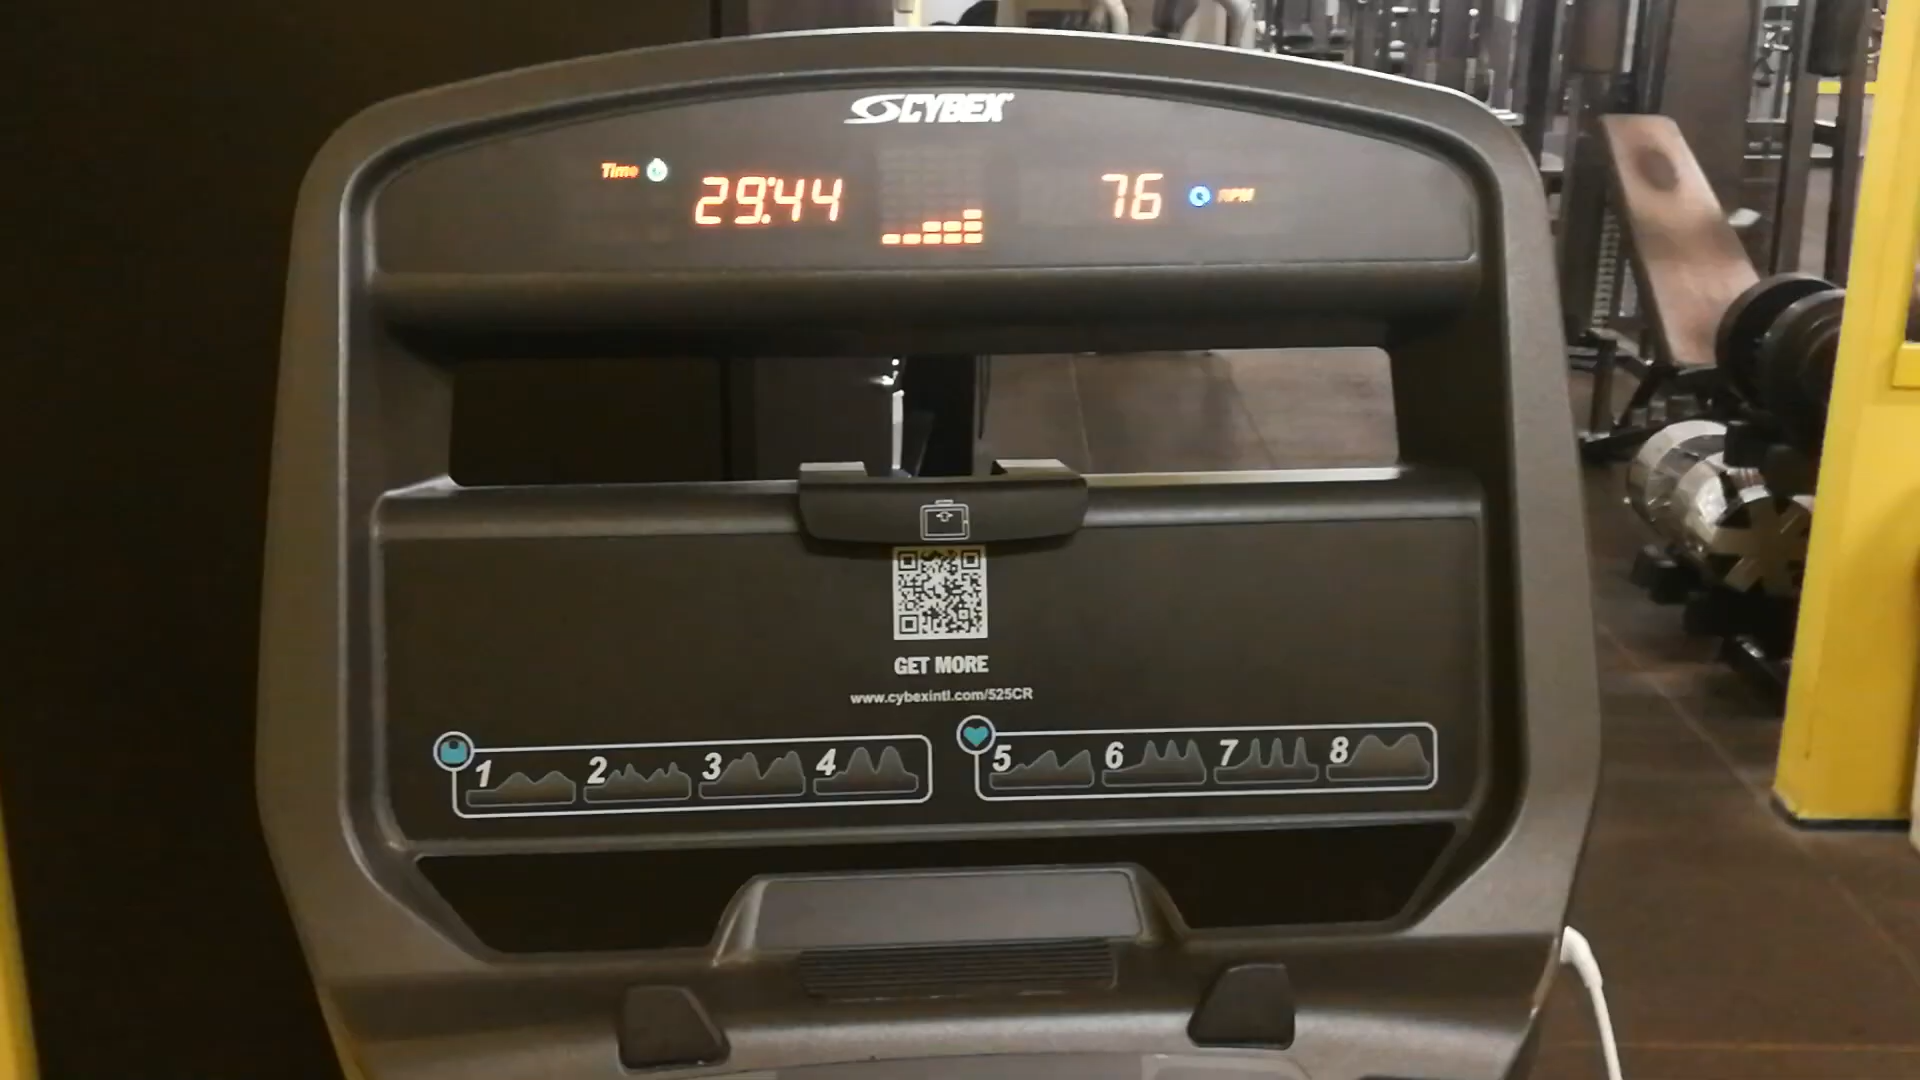 CYBEX
Time 29:44 76 RPM
GET MORE
www.cybexintl.com/525CR
1 2 3 4 5 6 7 8